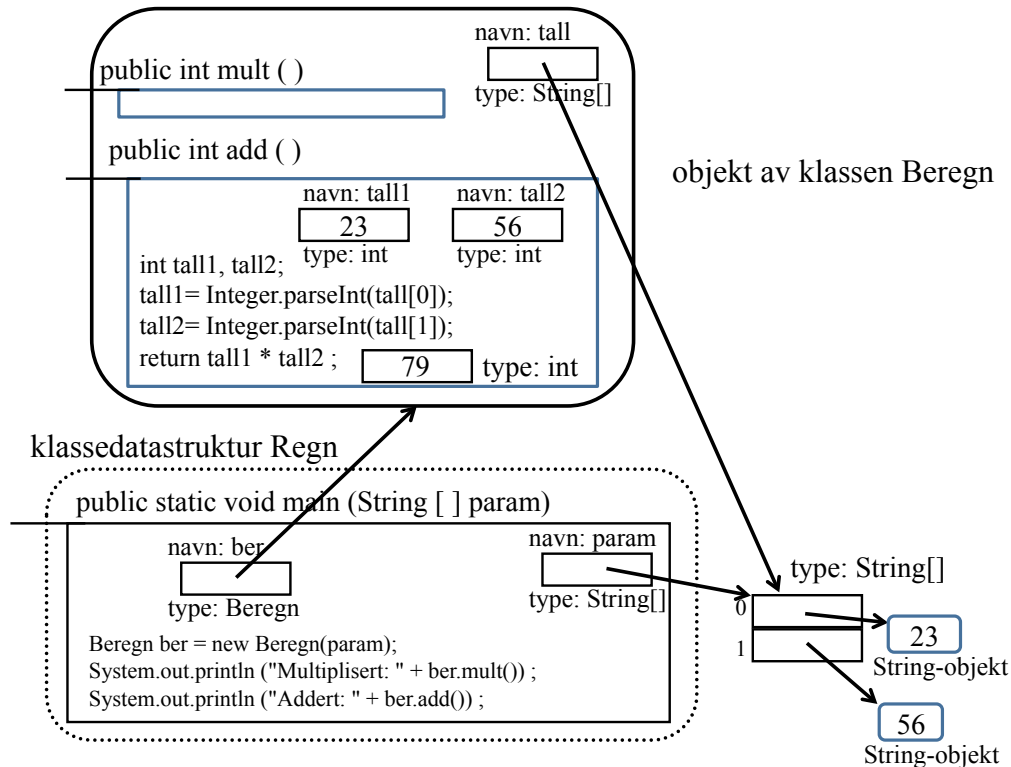 navn: tall
public int mult ( )
type: String[]
public int add ( )
objekt av klassen Beregn
navn: tall1
navn: tall2
23
56
type: int
type: int
int tall1, tall2;
tall1= Integer.parseInt(tall[0]);
tall2= Integer.parseInt(tall[1]);
return tall1 * tall2 ;
79
type: int
klassedatastruktur Regn
public static void main (String [ ] param)
navn: ber
navn: param
type: Beregn
type: String[]
type: String[]
0
1
23
String-objekt
56
String-objekt
Beregn ber = new Beregn(param);
System.out.println ("Multiplisert: " + ber.mult()) ;
System.out.println ("Addert: " + ber.add()) ;